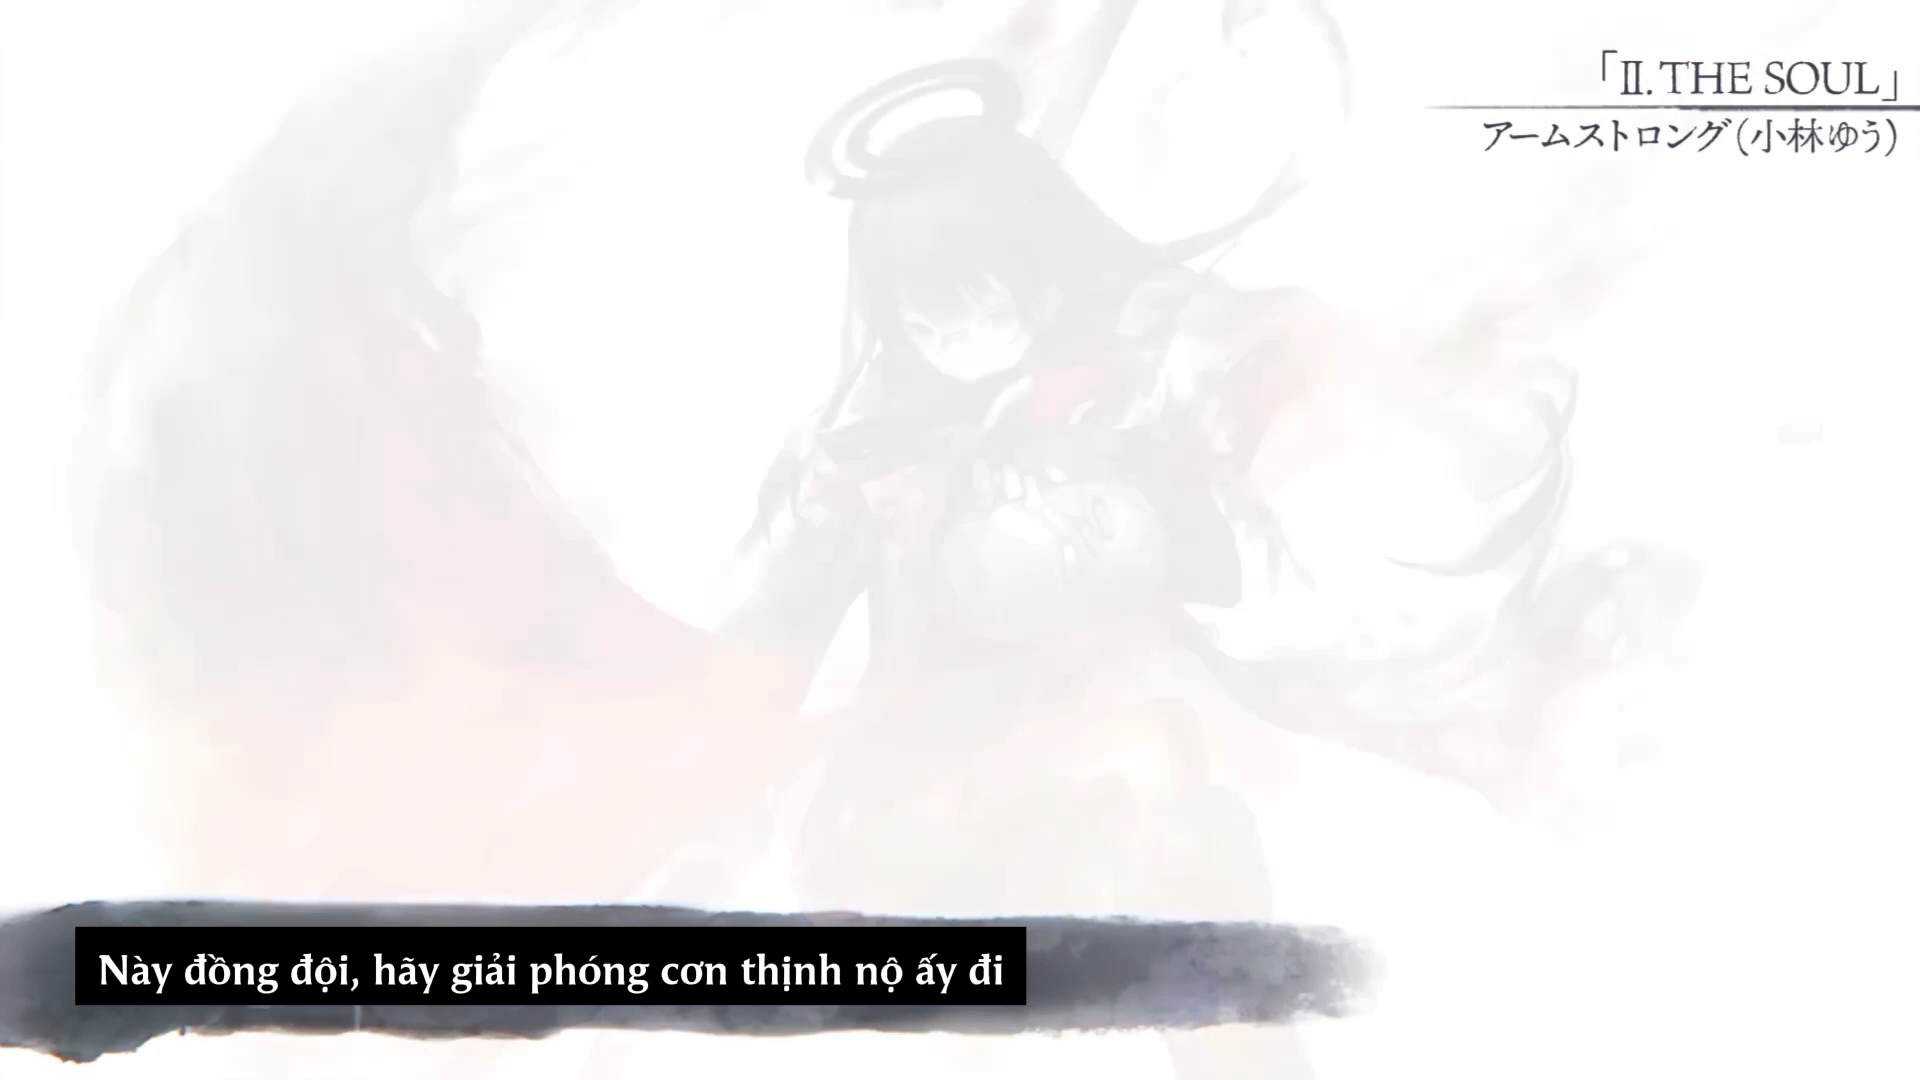 「Ⅱ. THE SOUL」
アームストロング(小林ゆう)
Này đồng đội, hãy giải phóng cơn thịnh nộ ấy đi